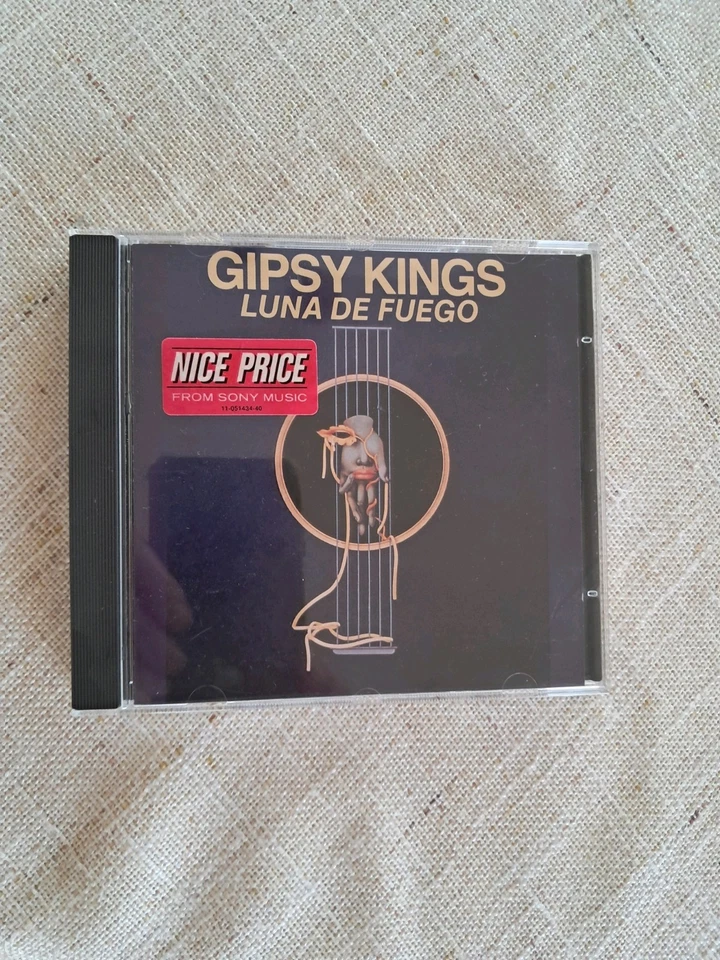 GIPSY KINGS
LUNA DE FUEGO
NICE PRICE
FROM SONY MUSIC
11-051434-40